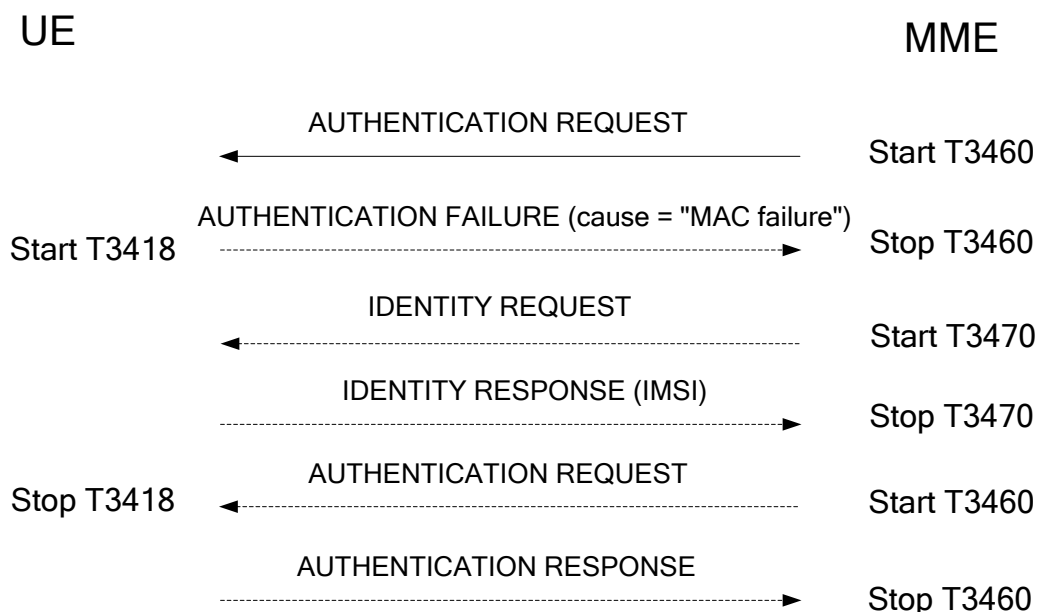 UE
MME
AUTHENTICATION REQUEST
Start T3460
AUTHENTICATION FAILURE (cause = "MAC failure")
Start T3418
Stop T3460
IDENTITY REQUEST
Start T3470
IDENTITY RESPONSE (IMSI)
Stop T3470
AUTHENTICATION REQUEST
Stop T3418
Start T3460
AUTHENTICATION RESPONSE
Stop T3460